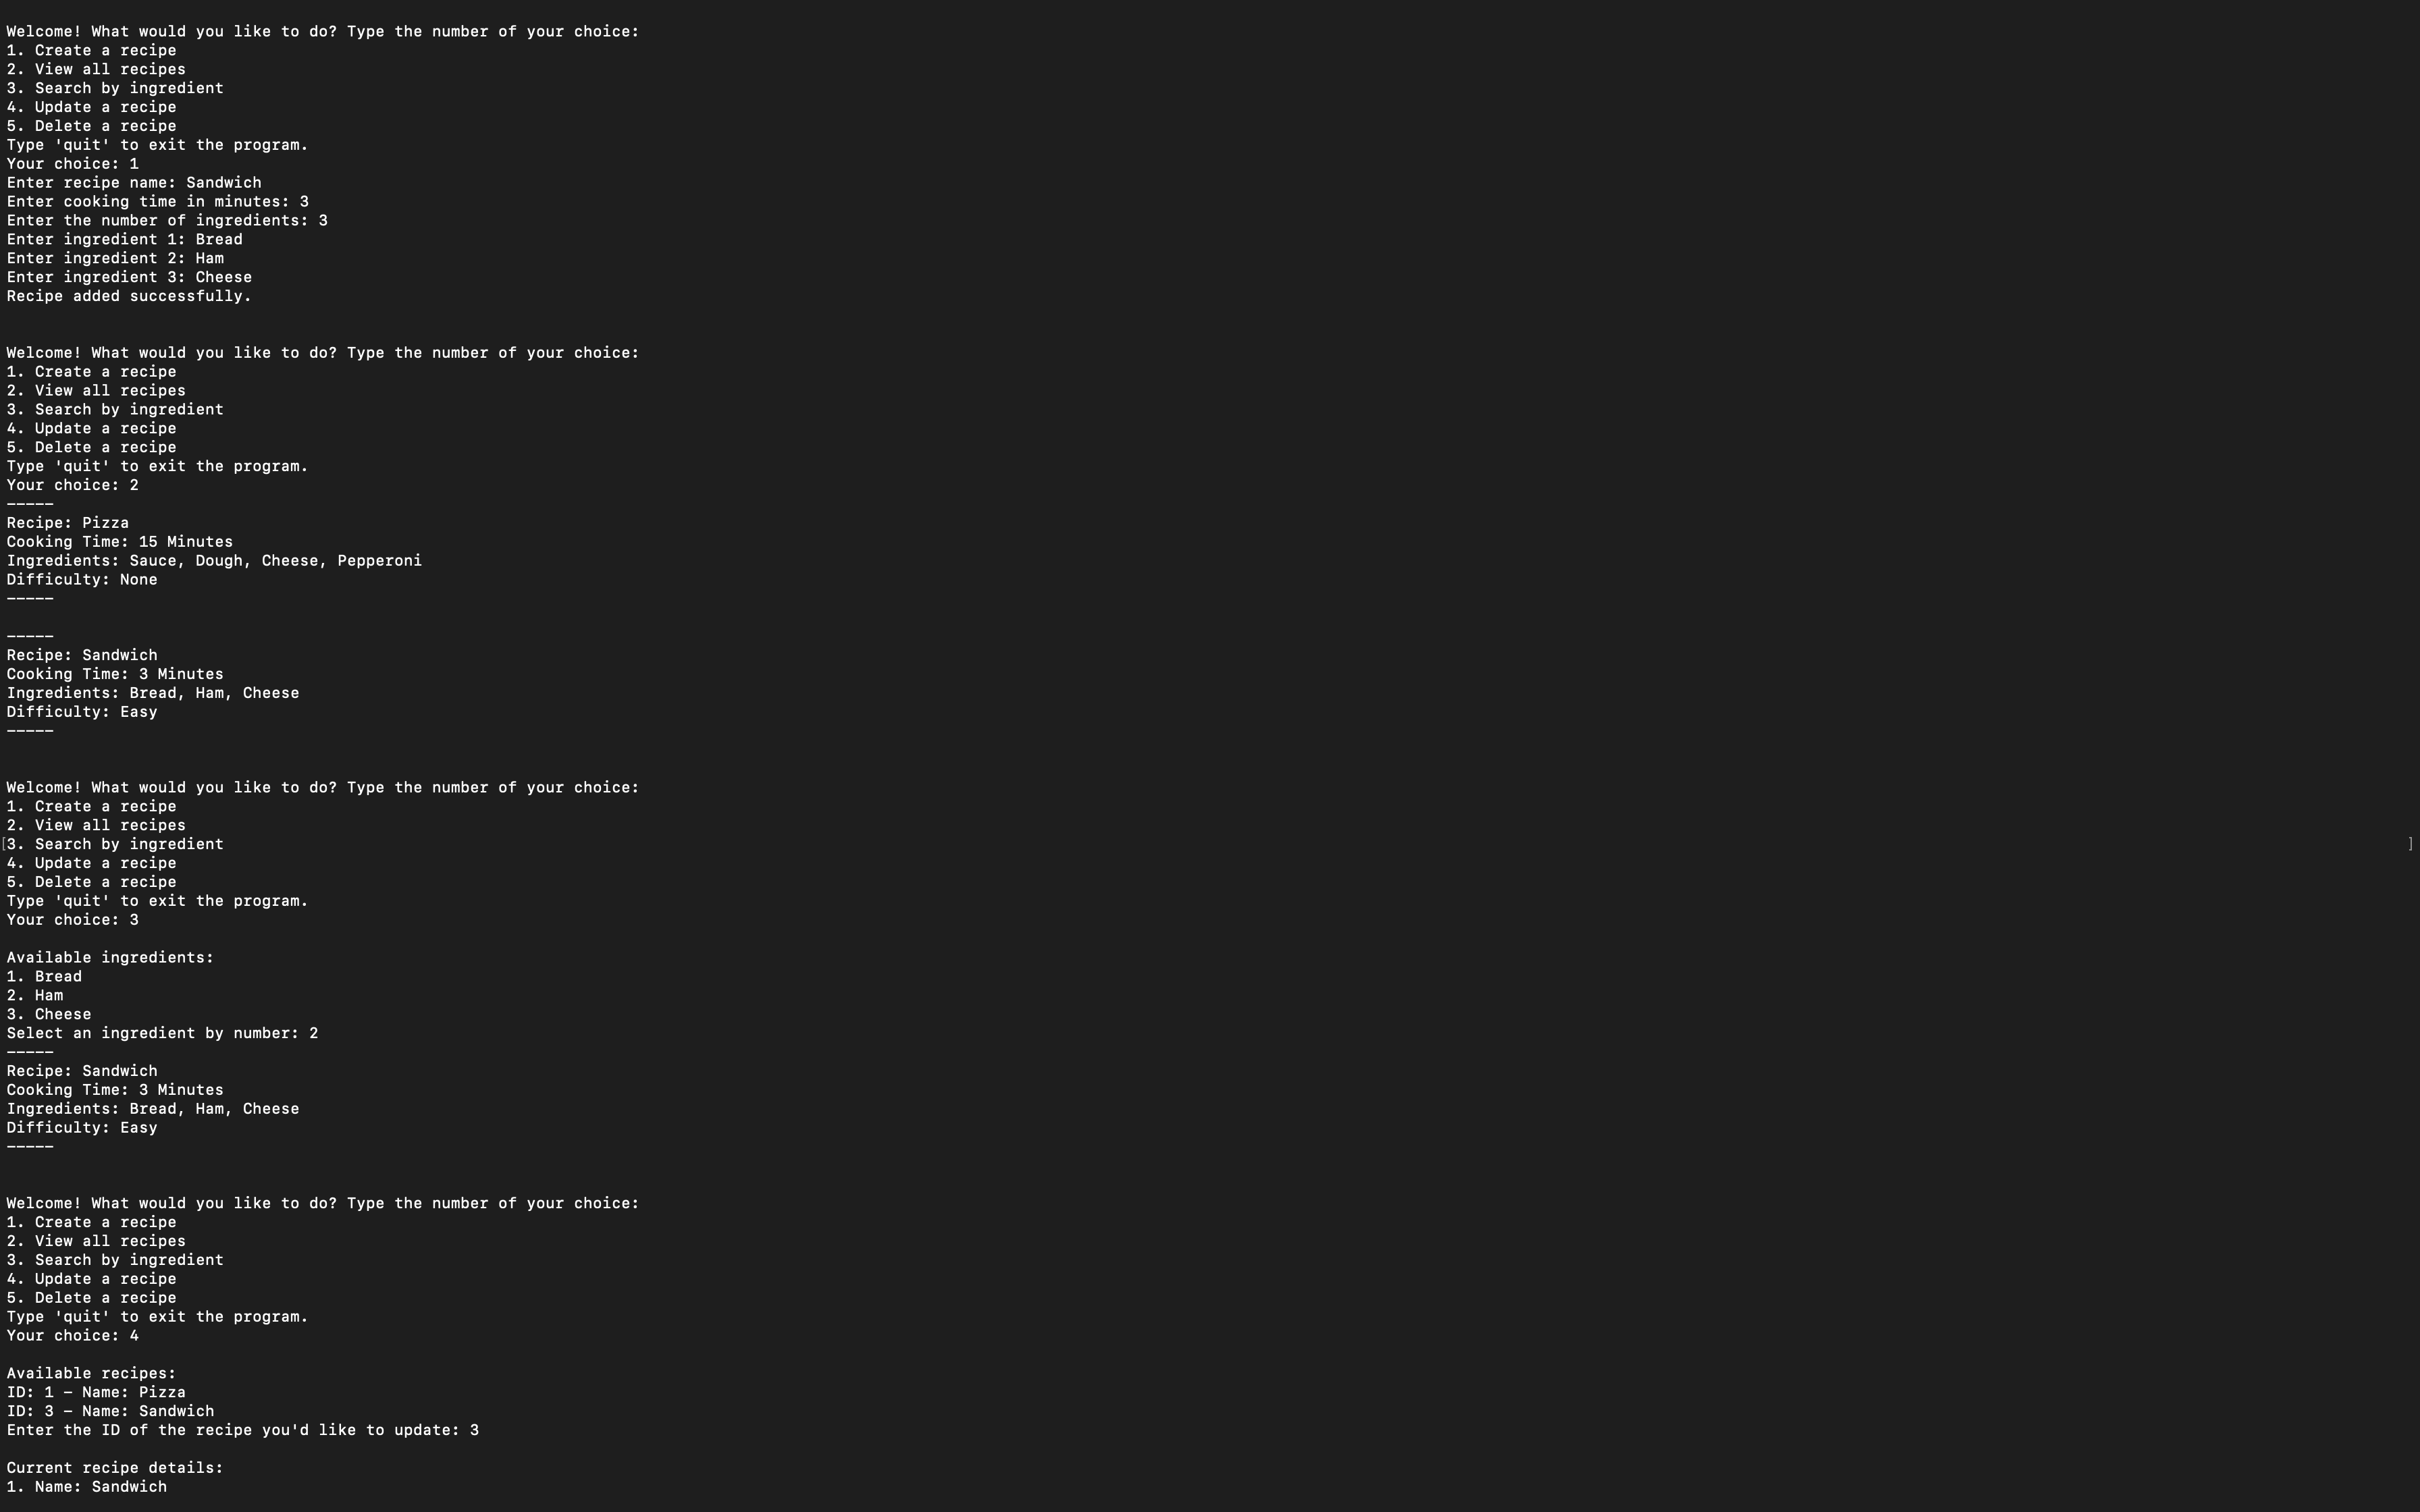 Welcome! What would you like to do? Type the number of your choice:
1. Create a recipe
2. View all recipes
3. Search by ingredient
4. Update a recipe
5. Delete a recipe
Type 'quit' to exit the program.
Your choice: 1
Enter recipe name: Sandwich
Enter cooking time in minutes: 3
Enter the number of ingredients: 3
Enter ingredient 1: Bread
Enter ingredient 2: Ham
Enter ingredient 3: Cheese
Recipe added successfully.
Welcome! What would you like to do? Type the number of your choice:
1. Create a recipe
2. View all recipes
3. Search by ingredient
4. Update a recipe
5. Delete a recipe
Type 'quit' to exit the program.
Your choice: 2
-----
Recipe: Pizza
Cooking Time: 15 Minutes
Ingredients: Sauce, Dough, Cheese, Pepperoni
Difficulty: None
-----
-----
Recipe: Sandwich
Cooking Time: 3 Minutes
Ingredients: Bread, Ham, Cheese
Difficulty: Easy
-----
Welcome! What would you like to do? Type the number of your choice:
1. Create a recipe
2. View all recipes
[3. Search by ingredient ]
4. Update a recipe
5. Delete a recipe
Type 'quit' to exit the program.
Your choice: 3
Available ingredients:
1. Bread
2. Ham
3. Cheese
Select an ingredient by number: 2
-----
Recipe: Sandwich
Cooking Time: 3 Minutes
Ingredients: Bread, Ham, Cheese
Difficulty: Easy
-----
Welcome! What would you like to do? Type the number of your choice:
1. Create a recipe
2. View all recipes
3. Search by ingredient
4. Update a recipe
5. Delete a recipe
Type 'quit' to exit the program.
Your choice: 4
Available recipes:
ID: 1 - Name: Pizza
ID: 3 - Name: Sandwich
Enter the ID of the recipe you'd like to update: 3
Current recipe details:
1. Name: Sandwich